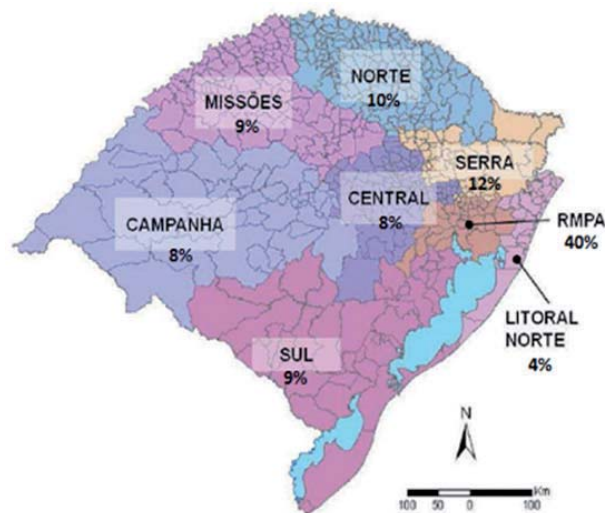 NORTE
10%
MISSÕES
9%
SERRA
12%
CENTRAL
8%
CAMPANHA
8%
RMPA
40%
LITORAL
NORTE
4%
SUL
9%
N
Km
100 50 0 100